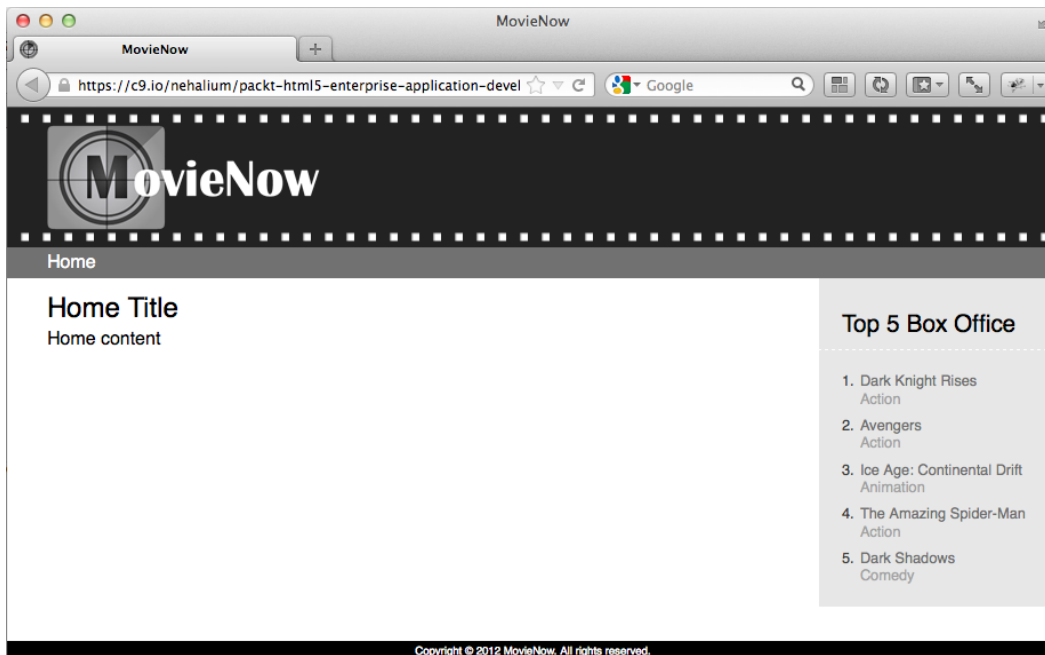 MovieNow
MovieNow
https://c9.io/nehalium/packt-html5-enterprise-application-devel
Google
MovieNow
Home
Home Title
Home content
Top 5 Box Office
1. Dark Knight Rises
Action
2. Avengers
Action
3. Ice Age: Continental Drift
Animation
4. The Amazing Spider-Man
Action
5. Dark Shadows
Comedy
Copyright © 2012 MovieNow. All rights reserved.